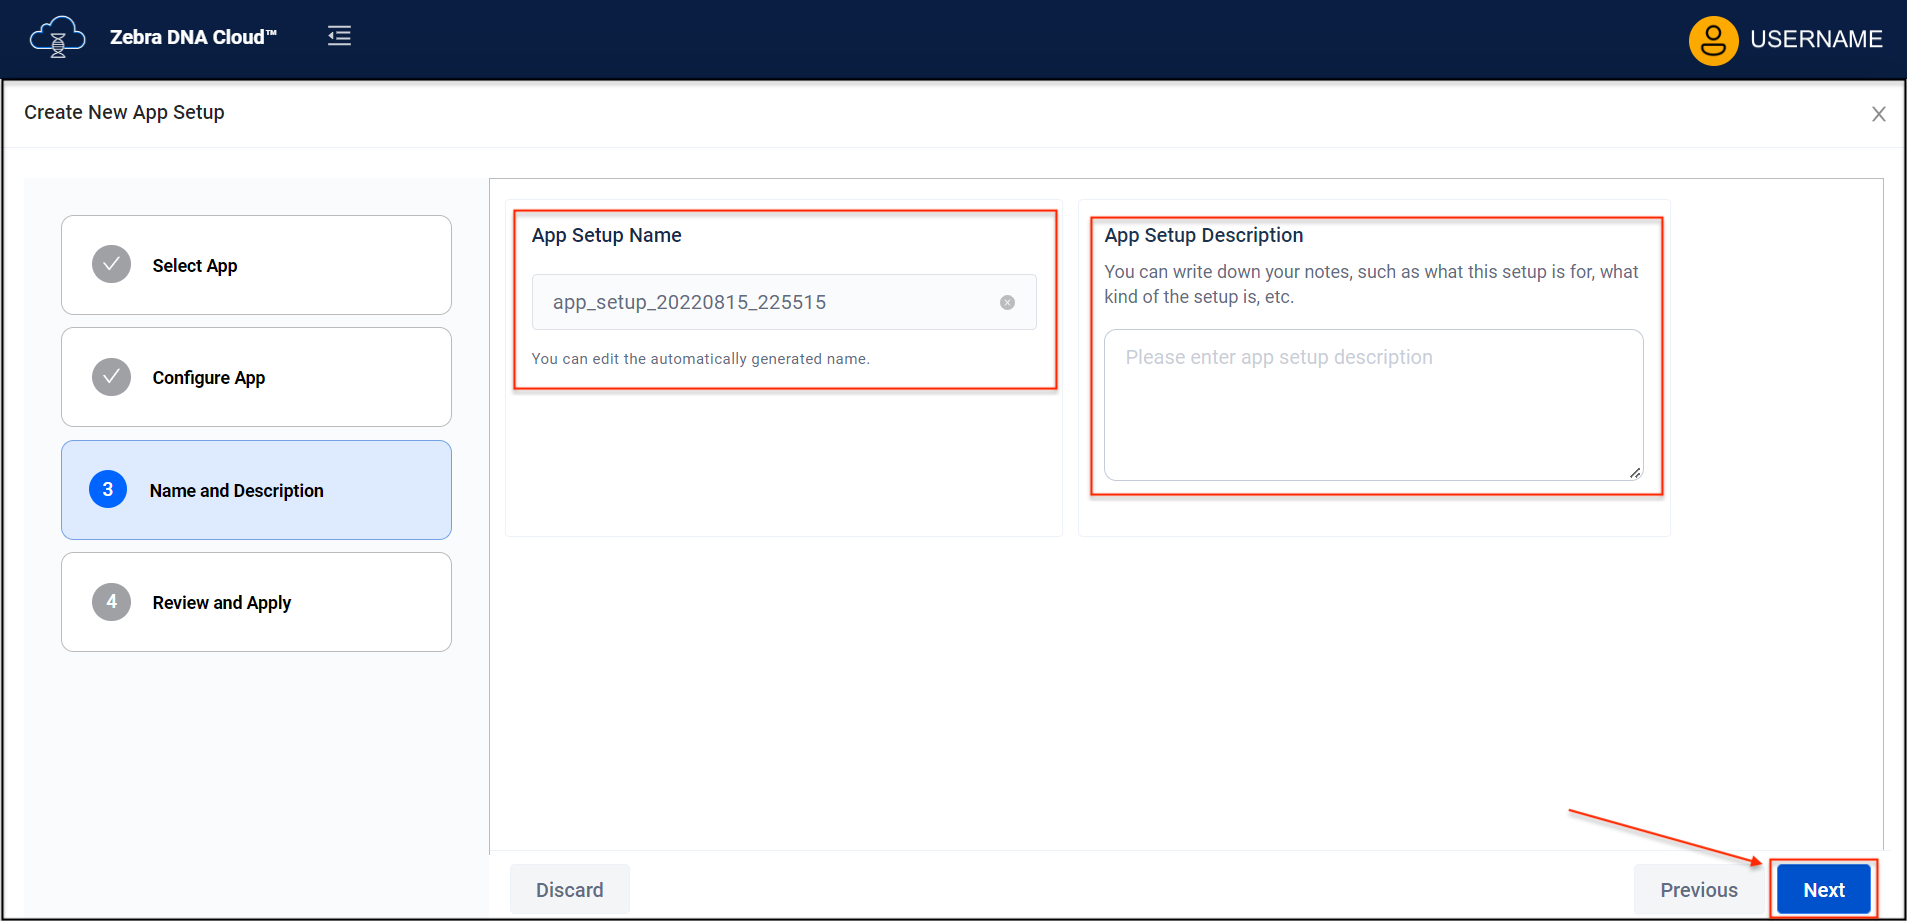 Zebra DNA Cloud™
USERNAME
Create New App Setup
Select App
Configure App
3
Name and Description
4
Review and Apply
App Setup Name
app_setup_20220815_225515
You can edit the automatically generated name.
App Setup Description
You can write down your notes, such as what this setup is for, what
kind of the setup is, etc.
Please enter app setup description
Discard
Previous
Next